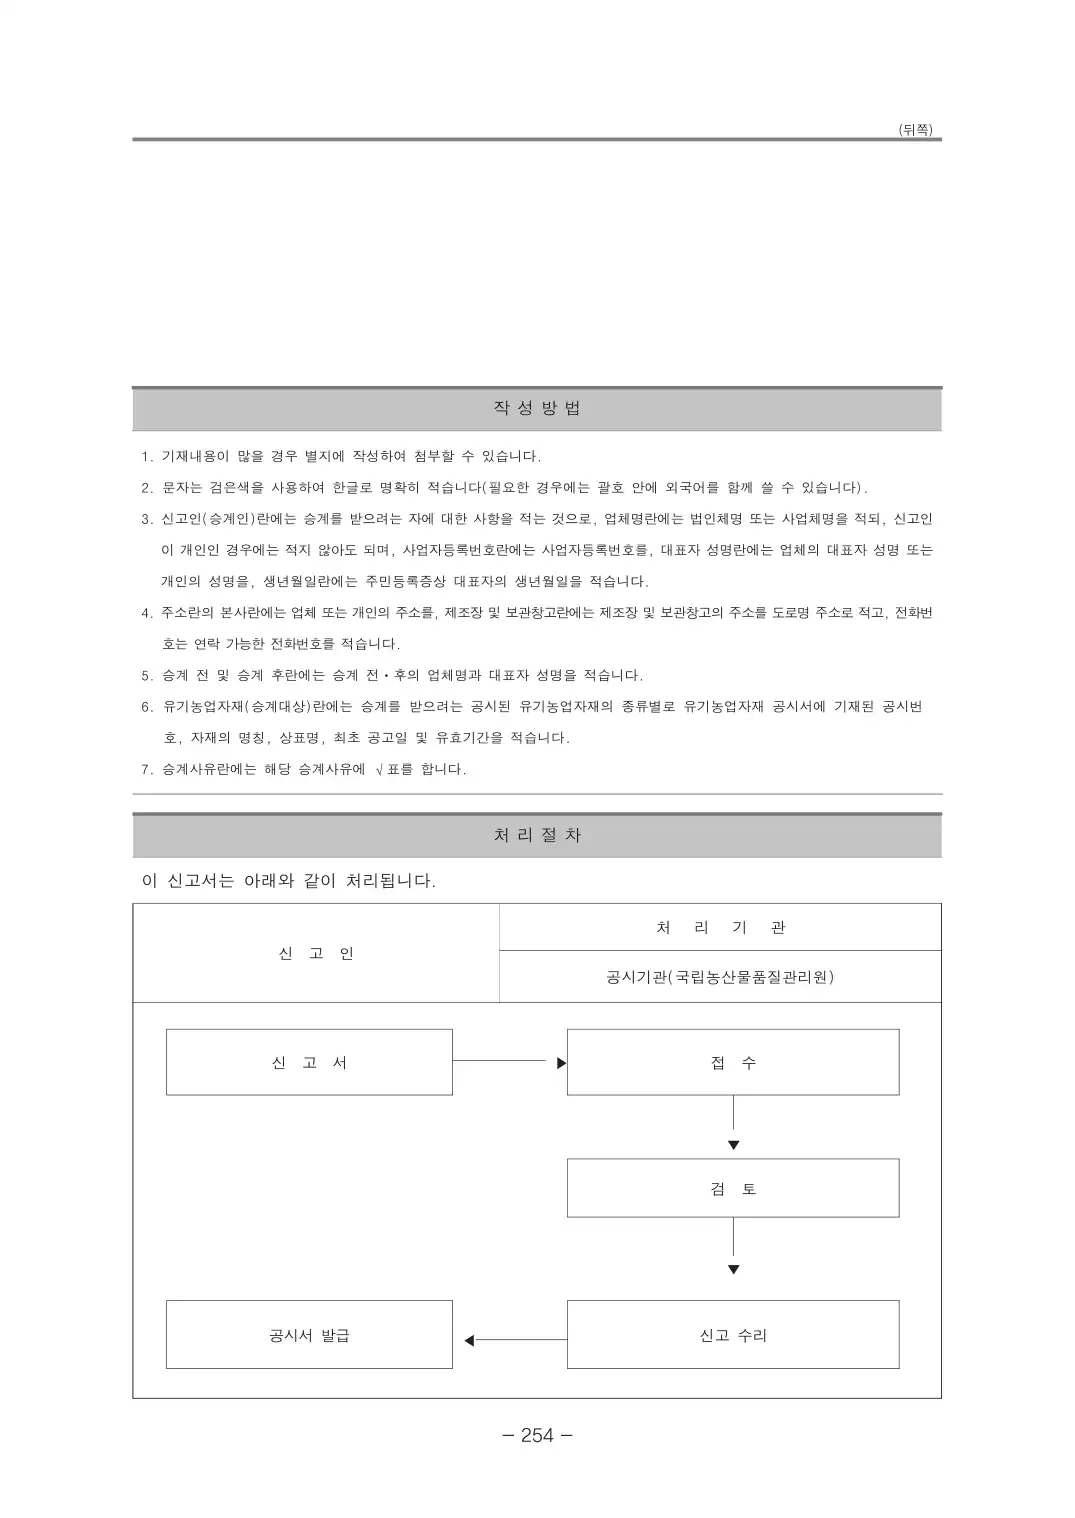 (뒤쪽)
작 성 방 법
1. 기재내용이 많을 경우 별지에 작성하여 첨부할 수 있습니다.
2. 문자는 검은색을 사용하여 한글로 명확히 적습니다(필요한 경우에는 괄호 안에 외국어를 함께 쓸 수 있습니다).
3. 신고인(승계인)란에는 승계를 받으려는 자에 대한 사항을 적는 것으로, 업체명란에는 법인체명 또는 사업체명을 적되, 신고인
이 개인인 경우에는 적지 않아도 되며, 사업자등록번호란에는 사업자등록번호를, 대표자 성명란에는 업체의 대표자 성명 또는
개인의 성명을, 생년월일란에는 주민등록증상 대표자의 생년월일을 적습니다.
4. 주소란의 본사란에는 업체 또는 개인의 주소를, 제조장 및 보관창고란에는 제조장 및 보관창고의 주소를 도로명 주소로 적고, 전화번
호는 연락 가능한 전화번호를 적습니다.
5. 승계 전 및 승계 후란에는 승계 전·후의 업체명과 대표자 성명을 적습니다.
6. 유기농업자재(승계대상)란에는 승계를 받으려는 공시된 유기농업자재의 종류별로 유기농업자재 공시서에 기재된 공시번
호, 자재의 명칭, 상표명, 최초 공고일 및 유효기간을 적습니다.
7. 승계사유란에는 해당 승계사유에 √표를 합니다.
처 리 절 차
이 신고서는 아래와 같이 처리됩니다.
신 고 인
처 리 기 관
공시기관(국립농산물품질관리원)
신 고 서
접 수
검 토
공시서 발급
신고 수리
- 254 -